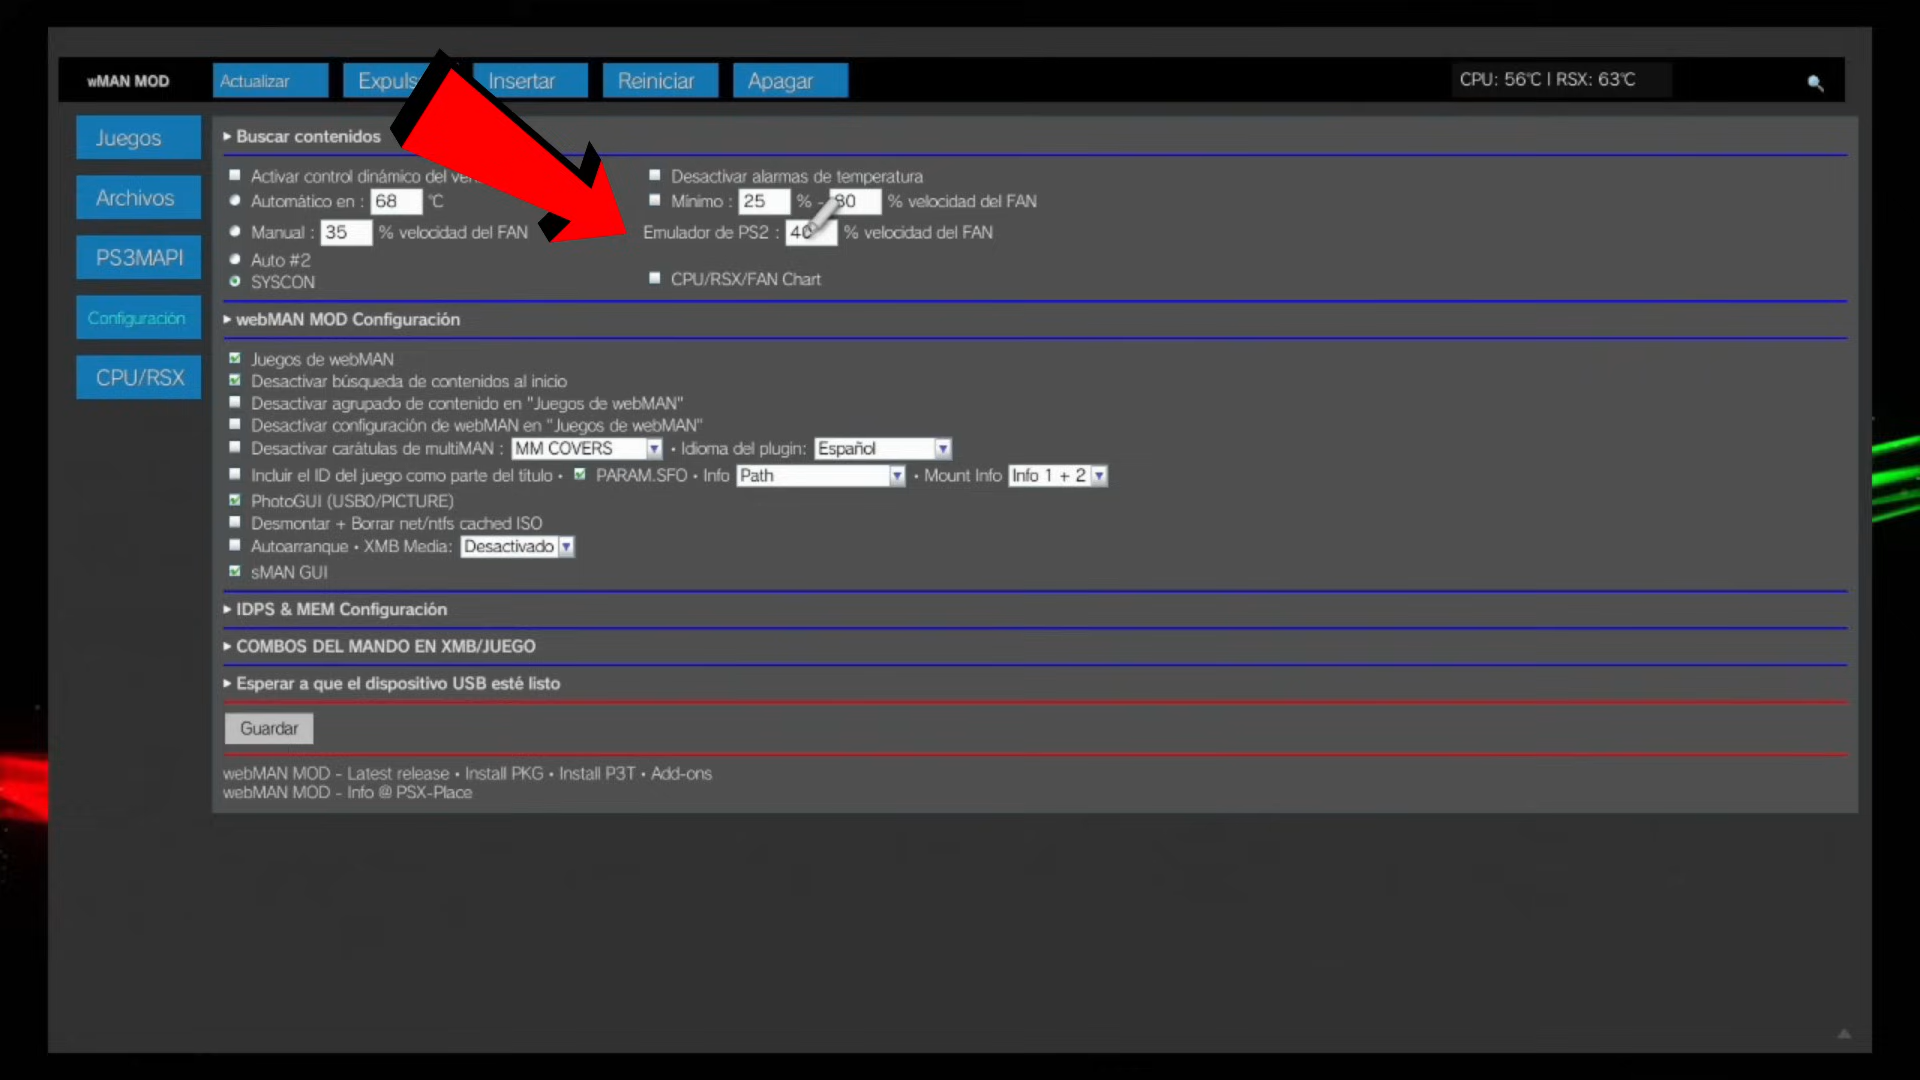 wMAN MOD
Actualizar
Expuls
Insertar
Reiniciar
Apagar
CPU: 56°C | RSX: 63°C
Juegos
Archivos
PS3MAPI
Configuración
CPU/RSX
Buscar contenidos
Activar control dinámico del
Desactivar alarmas de temperatura
Automático en : 68 °C
Mínimo : 25 % - 80 % velocidad del FAN
Manual : 35 % velocidad del FAN
Emulador de PS2 : 40 % velocidad del FAN
Auto #2
SYSCON
CPU/RSX/FAN Chart
webMAN MOD Configuración
Juegos de webMAN
Desactivar búsqueda de contenidos al inicio
Desactivar agrupado de contenido en "Juegos de webMAN"
Desactivar configuración de webMAN en "Juegos de webMAN"
Desactivar carátulas de multiMAN : MM COVERS • Idioma del plugin: Español
Incluir el ID del juego como parte del título • PARAM.SFO • Info Path • Mount Info Info 1 + 2
PhotoGUI (USB0/PICTURE)
Desmontar + Borrar net/ntfs cached ISO
Autoarranque • XMB Media: Desactivado
sMAN GUI
IDPS & MEM Configuración
COMBOS DEL MANDO EN XMB/JUEGO
Esperar a que el dispositivo USB esté listo
Guardar
webMAN MOD - Latest release • Install PKG • Install P3T • Add-ons
webMAN MOD - Info @ PSX-Place